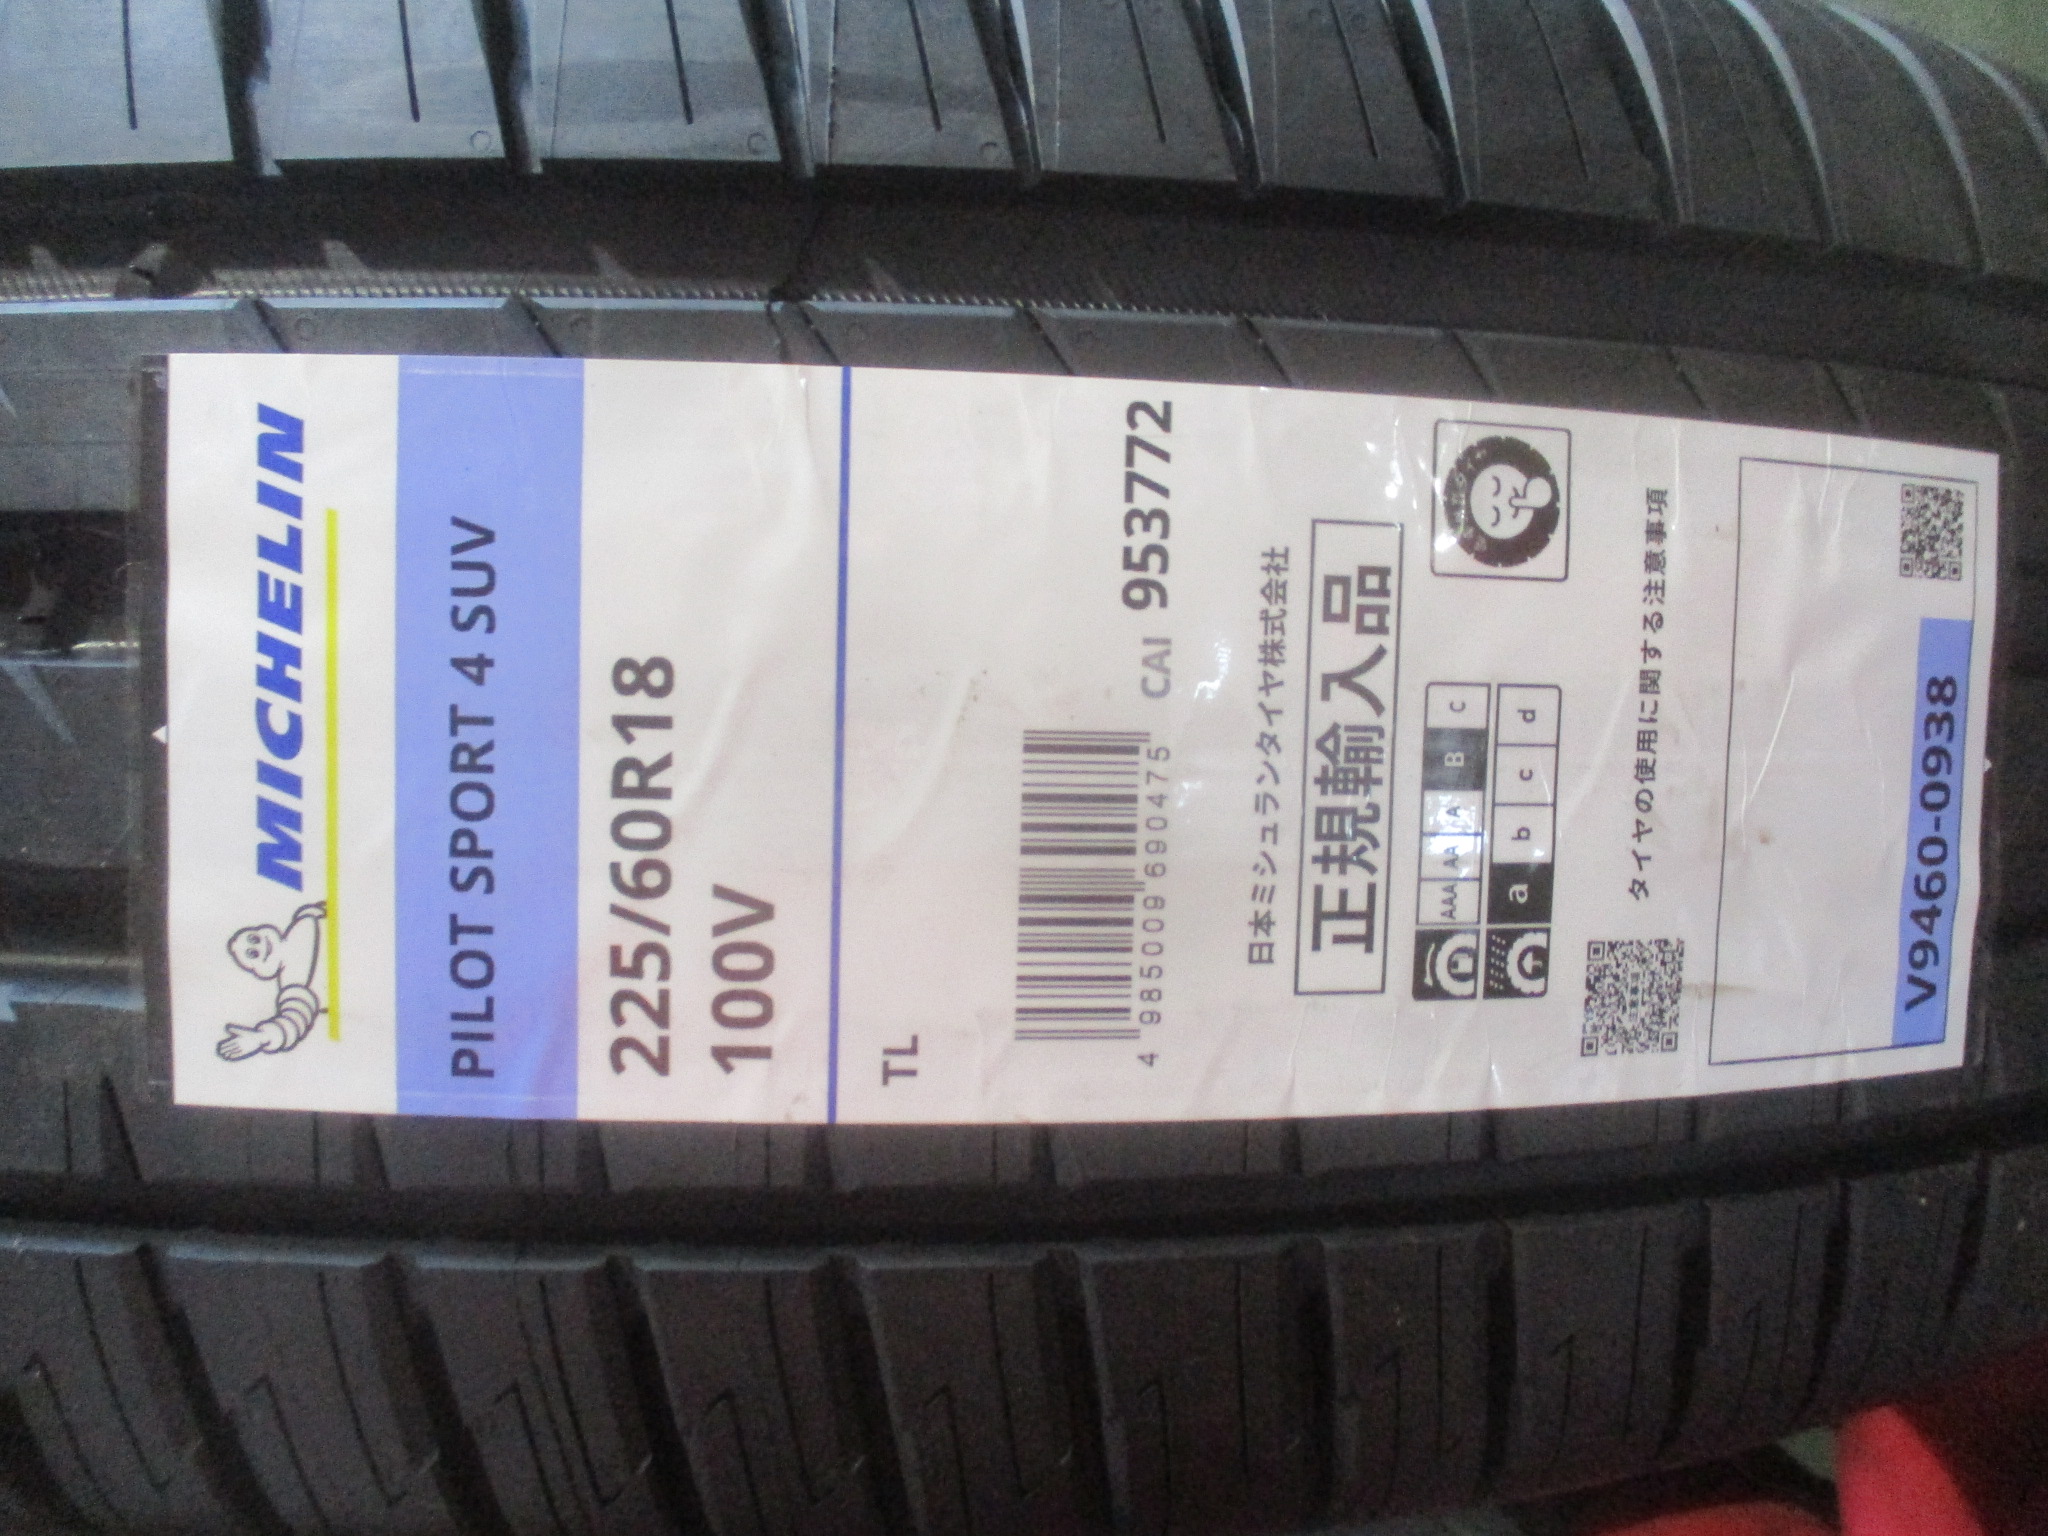 MICHELIN
PILOT SPORT 4 SUV
225/60R18
100V
TL
4 985009 690475
CAI 953772
日本ミシュランタイヤ株式会社
正規輸入品
AAA AA A B C
a b c d
タイヤの使用に関する注意事項
V9460-0938